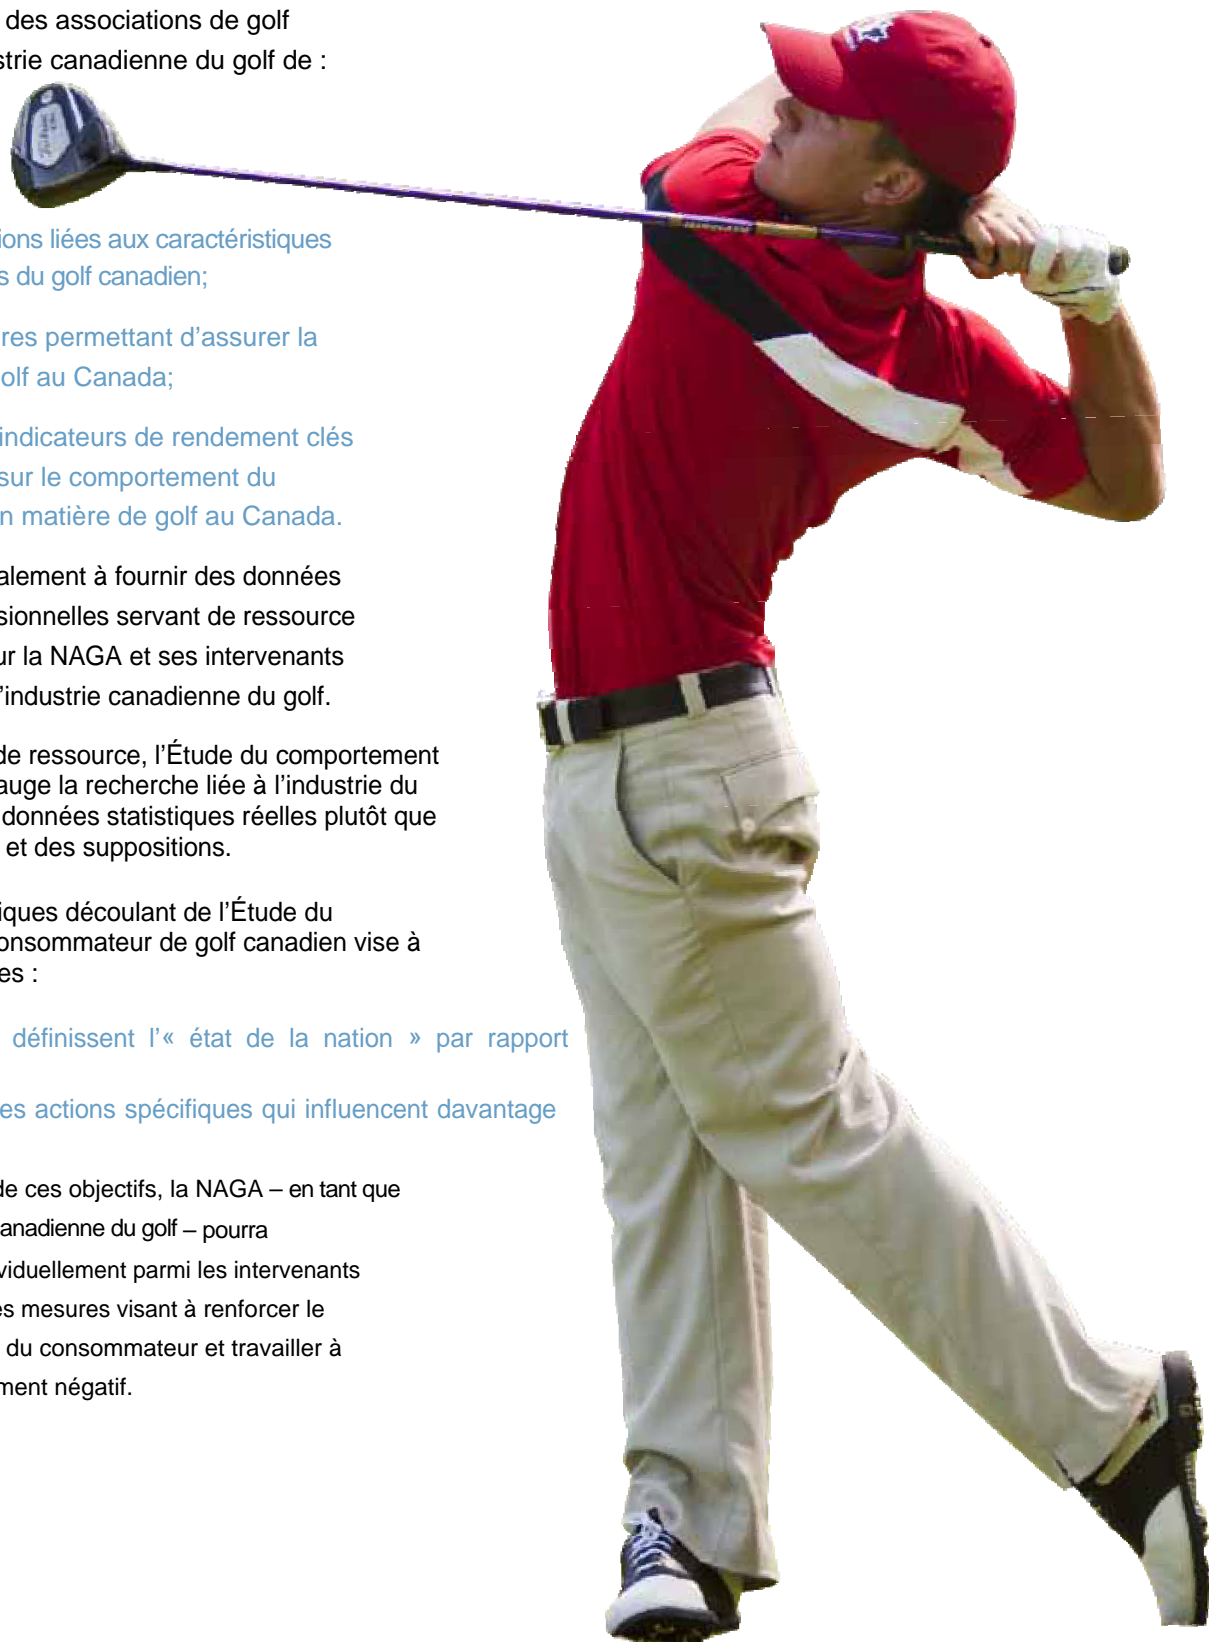 des associations de golf
strie canadienne du golf de :
ions liées aux caractéristiques
s du golf canadien;
res permettant d'assurer la
olf au Canada;
indicateurs de rendement clés
sur le comportement du
n matière de golf au Canada.
alement à fournir des données
sionnelles servant de ressource
ur la NAGA et ses intervenants
l'industrie canadienne du golf.
de ressource, l'Étude du comportement
auge la recherche liée à l'industrie du
données statistiques réelles plutôt que
et des suppositions.
iques découlant de l'Étude du
onsommateur de golf canadien vise à
es :
définissent l'« état de la nation » par rapport
es actions spécifiques qui influencent davantage
de ces objectifs, la NAGA – en tant que
anadienne du golf – pourra
viduellement parmi les intervenants
es mesures visant à renforcer le
du consommateur et travailler à
ment négatif.